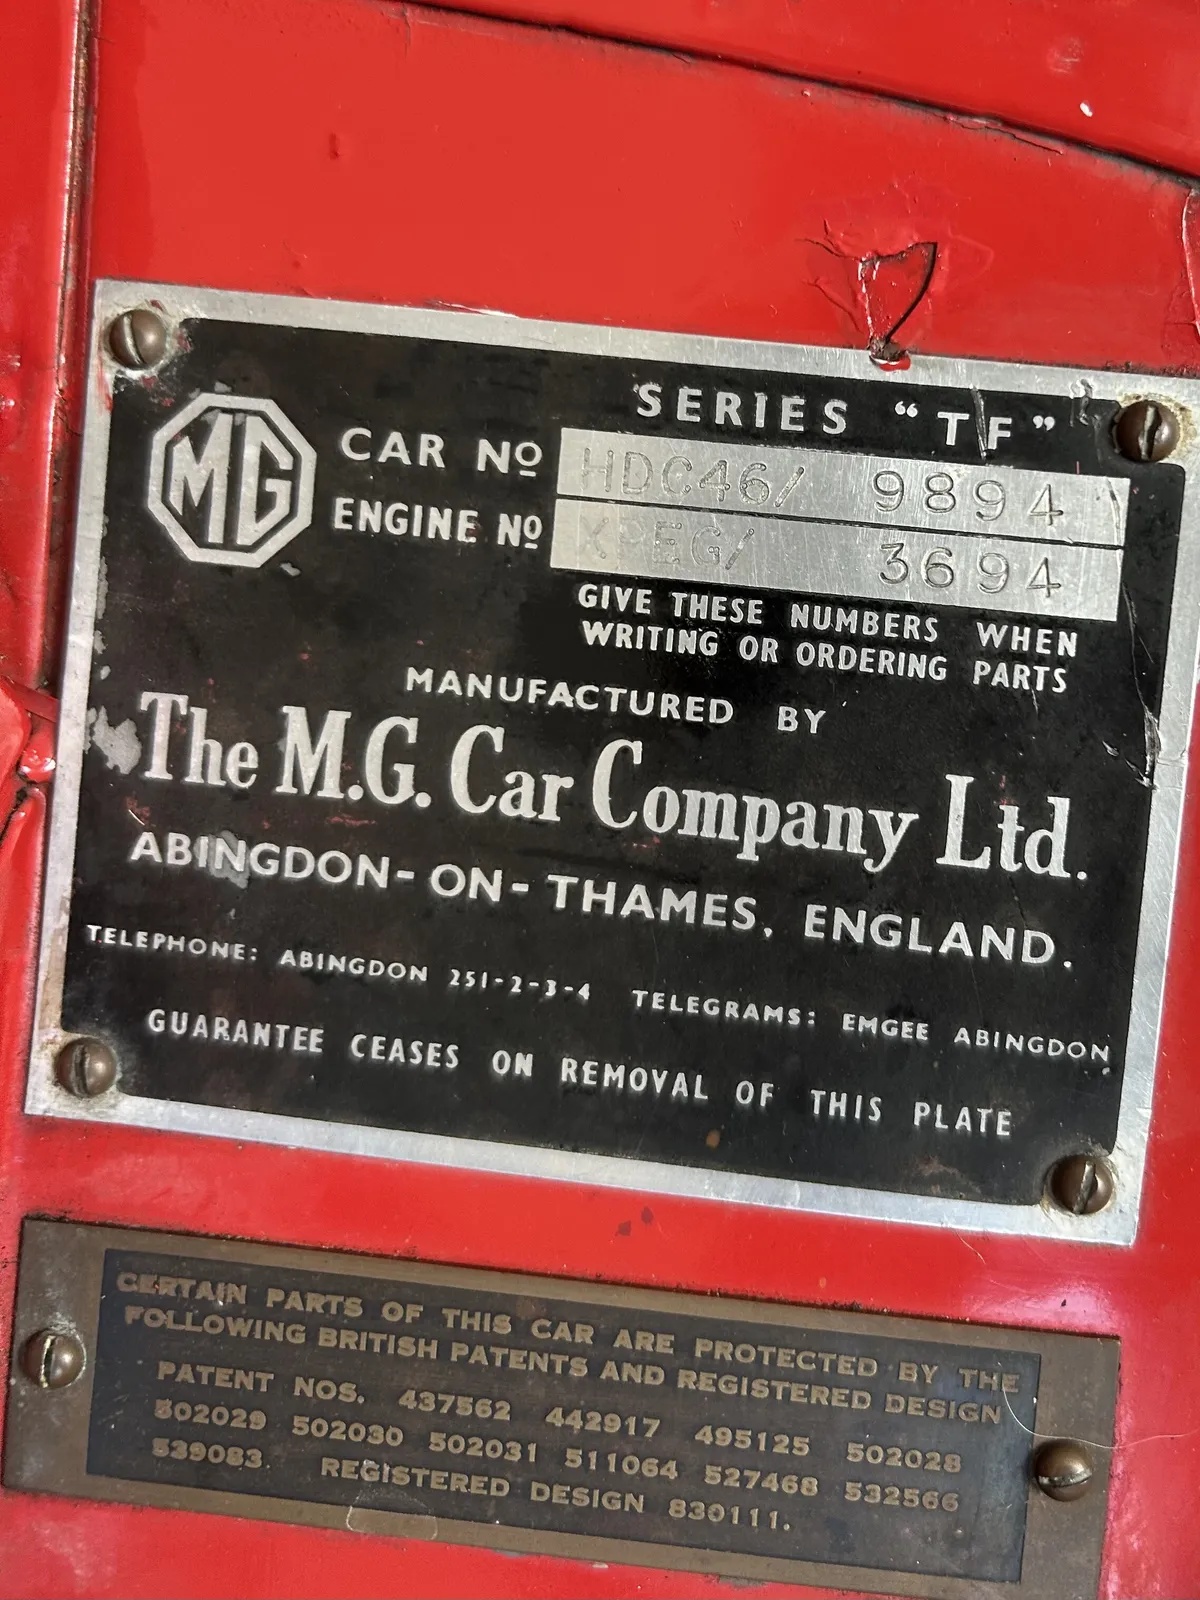 SERIES “TF”
MG
CAR Nº HDC46/ 9894
ENGINE Nº XPEG/ 3694
GIVE THESE NUMBERS WHEN
WRITING OR ORDERING PARTS
MANUFACTURED BY
The M.G. Car Company Ltd.
ABINGDON-ON-THAMES, ENGLAND.
TELEPHONE: ABINGDON 251-2-3-4 TELEGRAMS: EMGEE ABINGDON
GUARANTEE CEASES ON REMOVAL OF THIS PLATE
CERTAIN PARTS OF THIS CAR ARE PROTECTED BY THE
FOLLOWING BRITISH PATENTS AND REGISTERED DESIGN
PATENT NOS. 437562 442917 495125 502028
502029 502030 502031 511064 527468 532566
539083. REGISTERED DESIGN 830111.